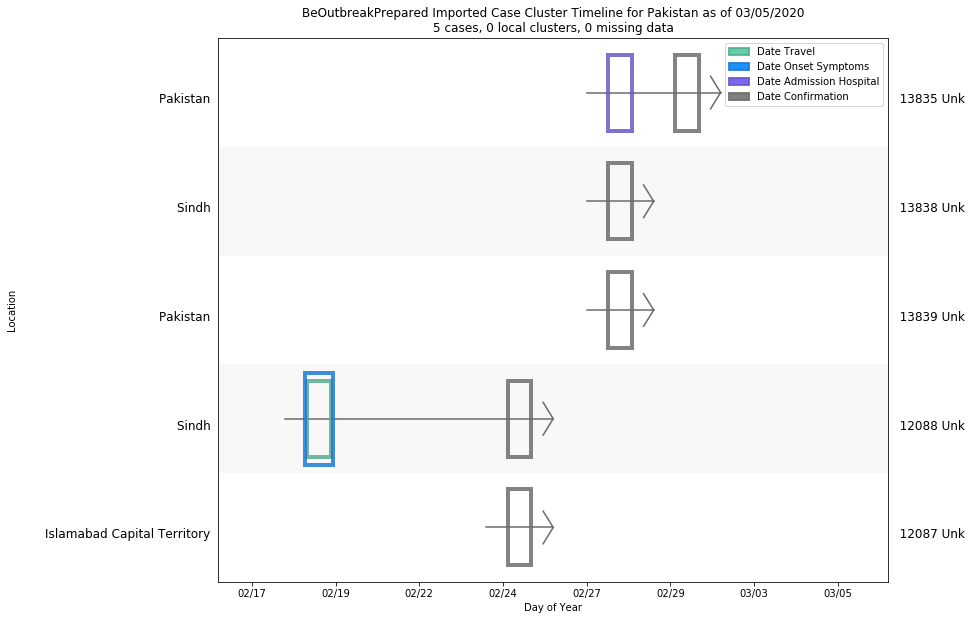 BeOutbreakPrepared Imported Case Cluster Timeline for Pakistan as of 03/05/2020
5 cases, 0 local clusters, 0 missing data
Date Travel
Date Onset Symptoms
Date Admission Hospital
Date Confirmation
Pakistan
13835 Unk
Sindh
13838 Unk
Pakistan
13839 Unk
Location
Sindh
12088 Unk
Islamabad Capital Territory
12087 Unk
02/17 02/19 02/22 02/24 02/27 02/29 03/03 03/05
Day of Year